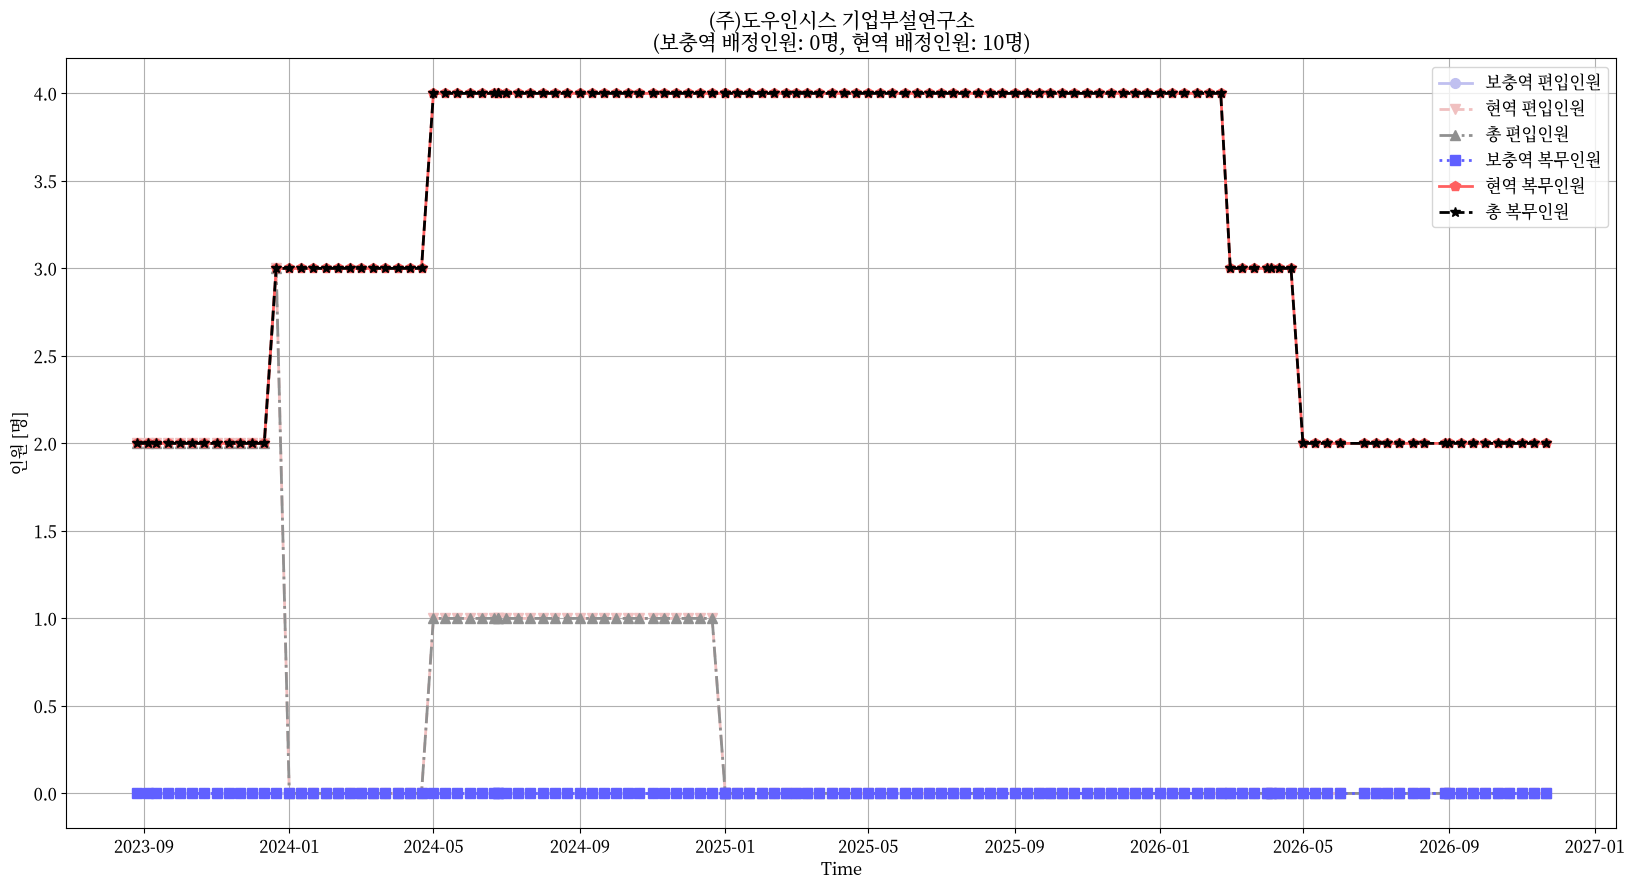 (주)도우인시스 기업부설연구소
(보충역 배정인원: 0명, 현역 배정인원: 10명)
보충역 편입인원
현역 편입인원
총 편입인원
보충역 복무인원
현역 복무인원
총 복무인원
인원 [명]
4.0
3.5
3.0
2.5
2.0
1.5
1.0
0.5
0.0
2023-09 2024-01 2024-05 2024-09 2025-01 2025-05 2025-09 2026-01 2026-05 2026-09 2027-01
Time